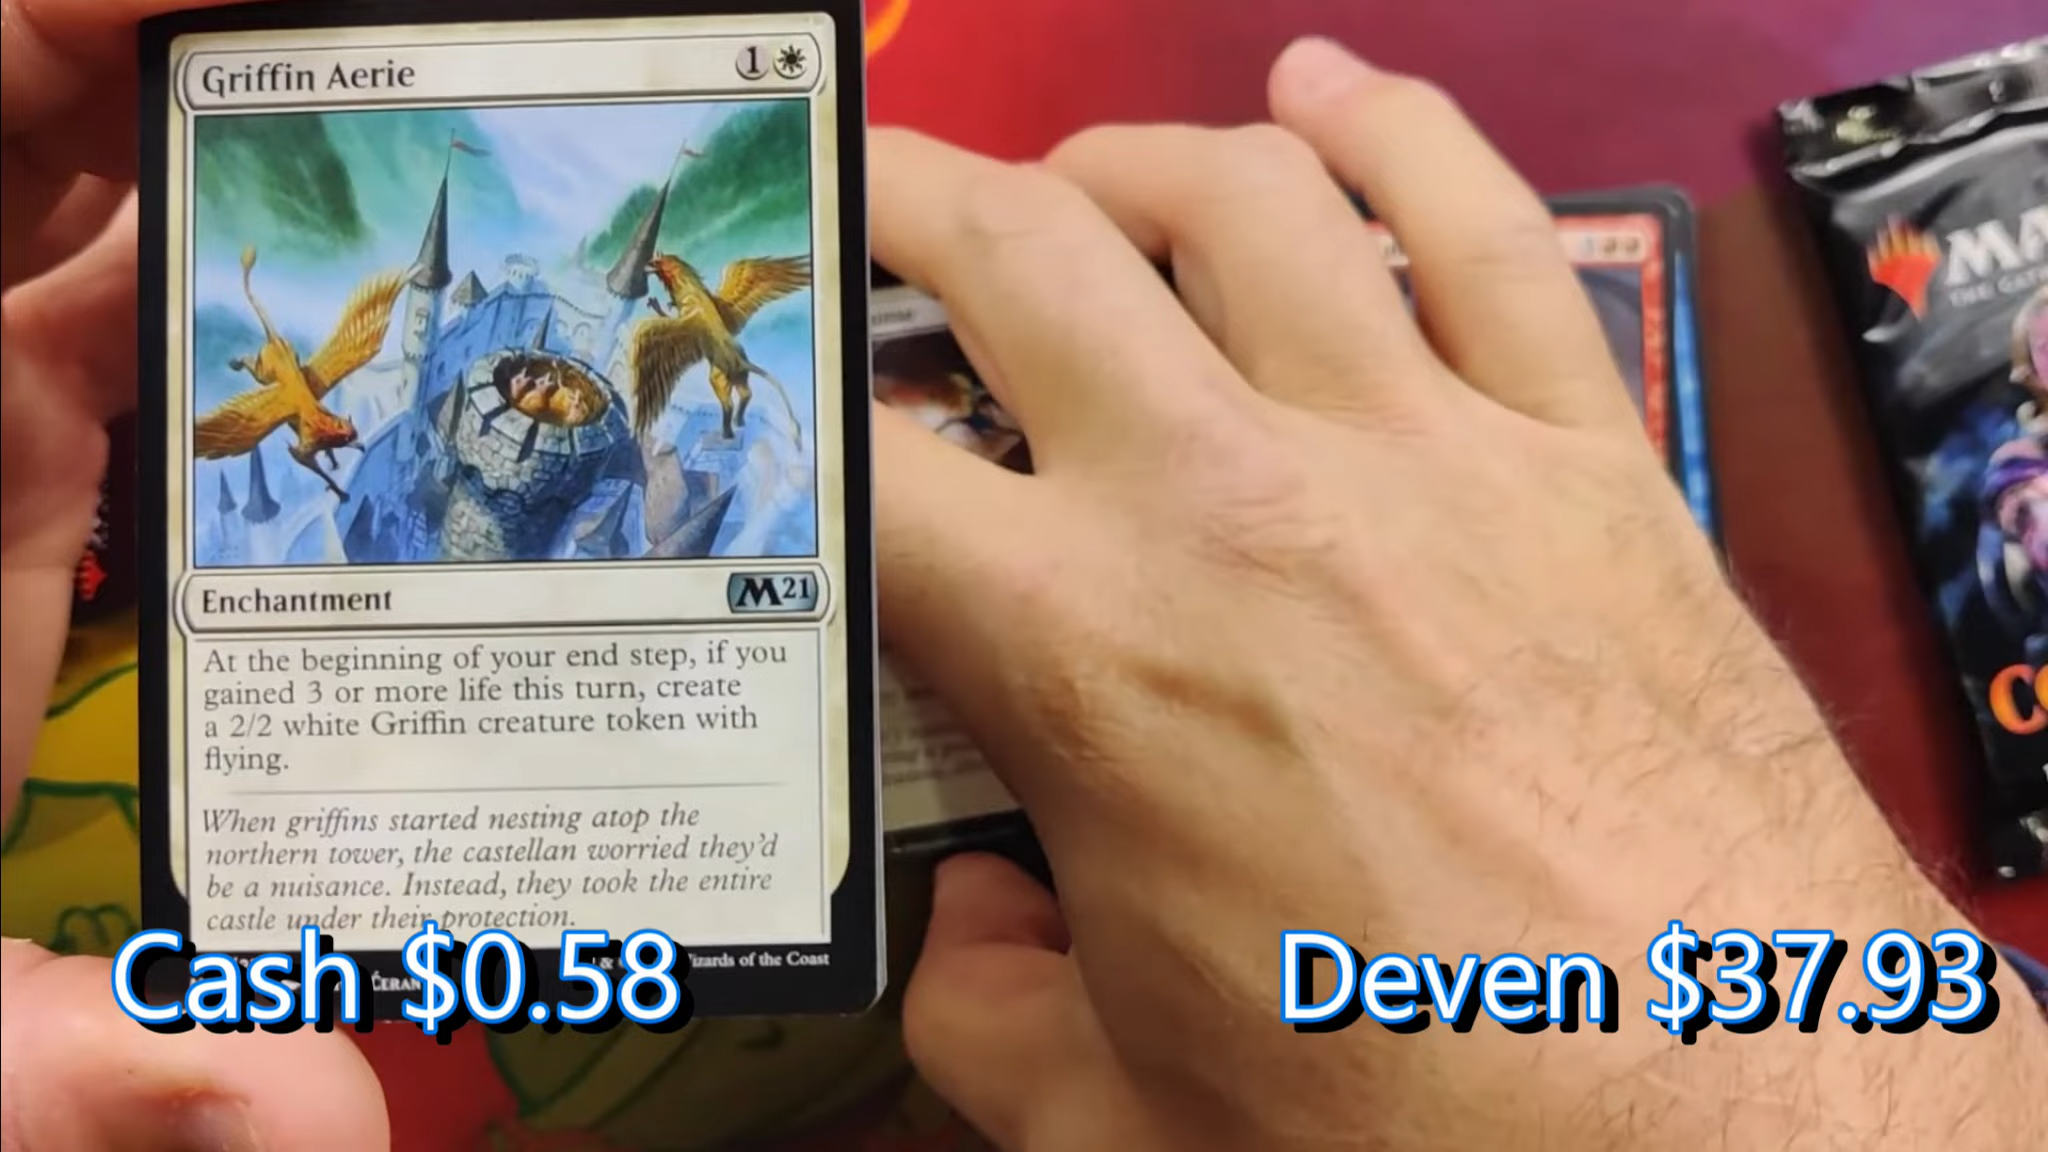 Griffin Aerie
1
Enchantment
M21
At the beginning of your end step, if you
gained 3 or more life this turn, create
a 2/2 white Griffin creature token with
flying.
When griffins started nesting atop the
northern tower, the castellan worried they'd
be a nuisance. Instead, they took the entire
castle under their protection.
of the Coast
Cash $0.58
Deven $37.93